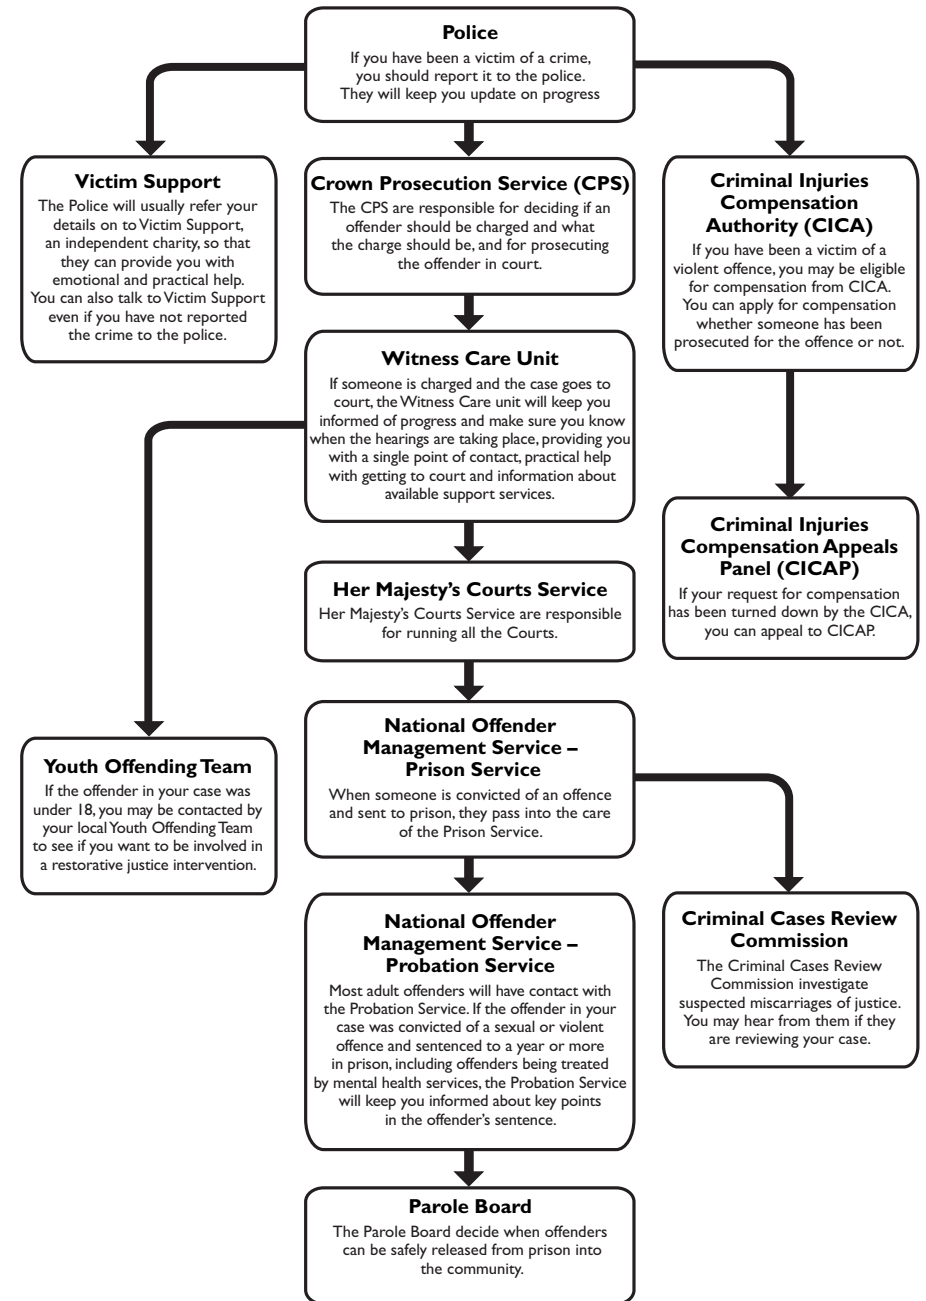 Police
If you have been a victim of a crime,
you should report it to the police.
They will keep you update on progress
Victim Support
The Police will usually refer your
details on to Victim Support,
an independent charity, so that
they can provide you with
emotional and practical help.
You can also talk to Victim Support
even if you have not reported
the crime to the police.
Crown Prosecution Service (CPS)
The CPS are responsible for deciding if an
offender should be charged and what
the charge should be, and for prosecuting
the offender in court.
Criminal Injuries
Compensation
Authority (CICA)
If you have been a victim of a
violent offence, you may be eligible
for compensation from CICA.
You can apply for compensation
whether someone has been
prosecuted for the offence or not.
Witness Care Unit
If someone is charged and the case goes to
court, the Witness Care unit will keep you
informed of progress and make sure you know
when the hearings are taking place, providing you
with a single point of contact, practical help
with getting to court and information about
available support services.
Criminal Injuries
Compensation Appeals
Panel (CICAP)
If your request for compensation
has been turned down by the CICA,
you can appeal to CICAP.
Her Majesty's Courts Service
Her Majesty's Courts Service are responsible
for running all the Courts.
National Offender
Management Service –
Prison Service
When someone is convicted of an offence
and sent to prison, they pass into the care
of the Prison Service.
Youth Offending Team
If the offender in your case was
under 18, you may be contacted by
your local Youth Offending Team
to see if you want to be involved in
a restorative justice intervention.
National Offender
Management Service –
Probation Service
Most adult offenders will have contact with
the Probation Service. If the offender in your
case was convicted of a sexual or violent
offence and sentenced to a year or more
in prison, including offenders being treated
by mental health services, the Probation Service
will keep you informed about key points
in the offender's sentence.
Criminal Cases Review
Commission
The Criminal Cases Review
Commission investigate
suspected miscarriages of justice.
You may hear from them if they
are reviewing your case.
Parole Board
The Parole Board decide when offenders
can be safely released from prison into
the community.